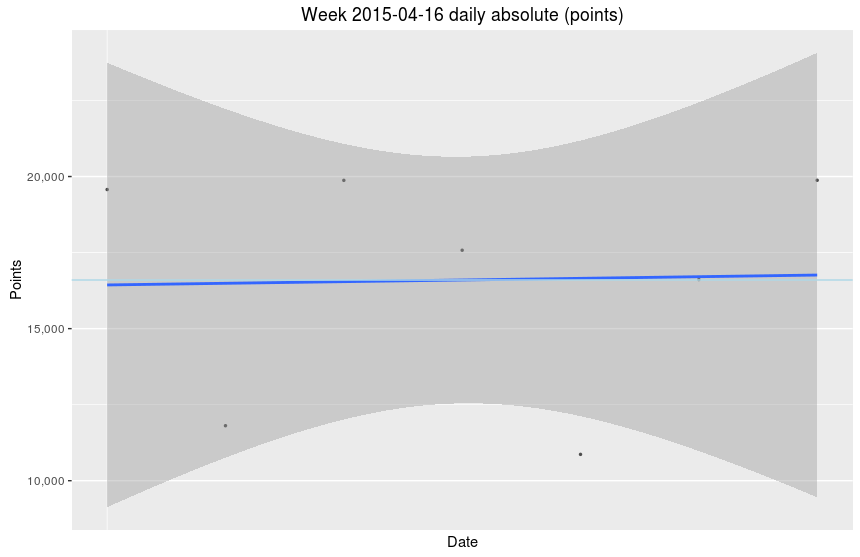 Week 2015-04-16 daily absolute (points)
20,000
15,000
10,000
Points
Date